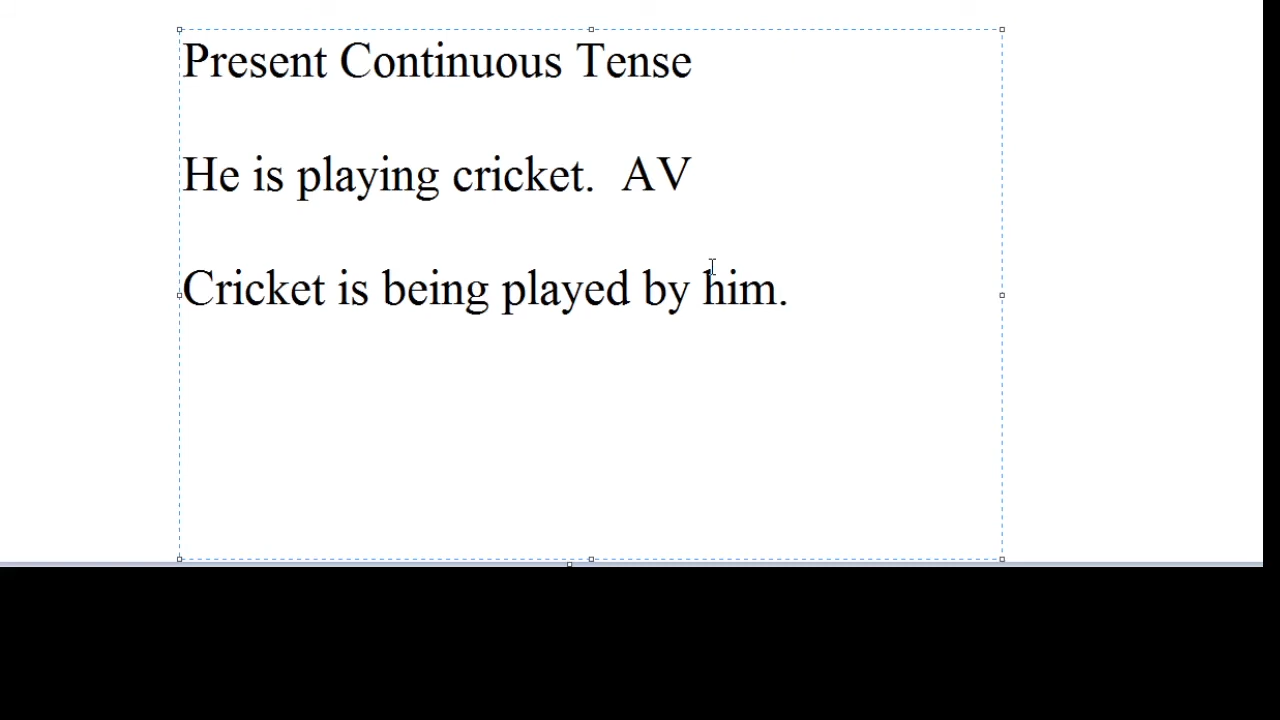 Present Continuous Tense
He is playing cricket.  AV
Cricket is being played by him.